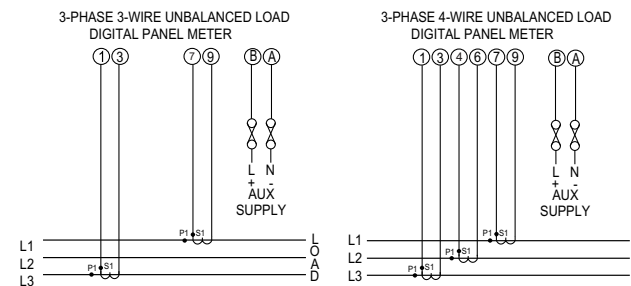 3-PHASE 3-WIRE UNBALANCED LOAD
DIGITAL PANEL METER
1 3 7 9 B A
L N
+ -
AUX
SUPPLY
P1 S1
L1
L2
P1 S1
L3
LOAD
3-PHASE 4-WIRE UNBALANCED LOAD
DIGITAL PANEL METER
1 3 4 6 7 9 B A
L N
+ -
AUX
SUPPLY
P1 S1
L1
P1 S1
L2
P1 S1
L3